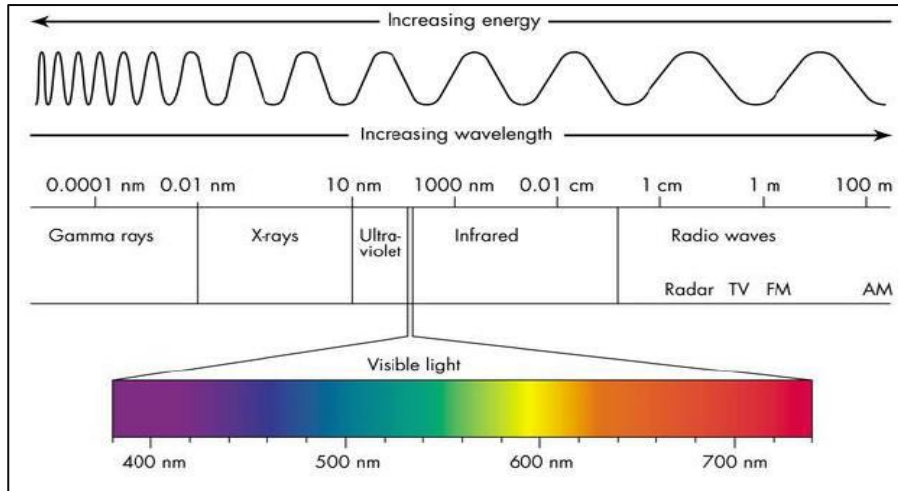 Increasing energy
Increasing wavelength
0.0001 nm 0.01 nm 10 nm 1000 nm 0.01 cm 1 cm 1 m 100 m
Gamma rays X-rays Ultra-
violet Infrared Radio waves
Radar TV FM AM
Visible light
400 nm 500 nm 600 nm 700 nm